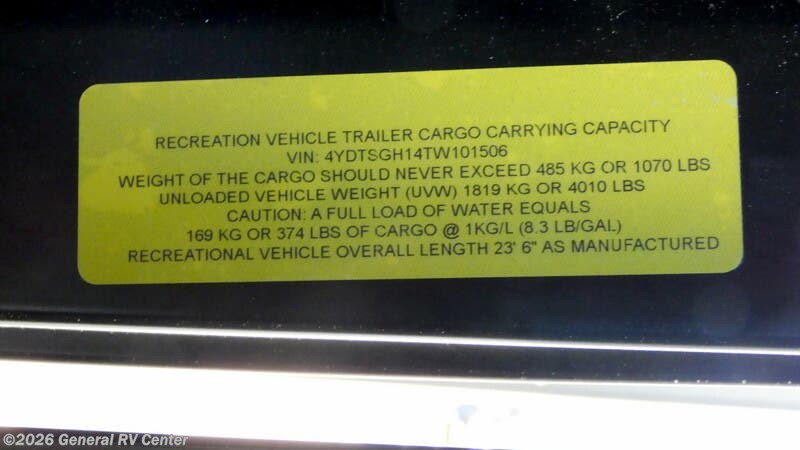 RECREATION VEHICLE TRAILER CARGO CARRYING CAPACITY
VIN: 4YDTSGH14TW101506
WEIGHT OF THE CARGO SHOULD NEVER EXCEED 485 KG OR 1070 LBS
UNLOADED VEHICLE WEIGHT (UVW) 1819 KG OR 4010 LBS
CAUTION: A FULL LOAD OF WATER EQUALS
169 KG OR 374 LBS OF CARGO @ 1KG/L (8.3 LB/GAL)
RECREATIONAL VEHICLE OVERALL LENGTH 23' 6" AS MANUFACTURED
©2026 General RV Center